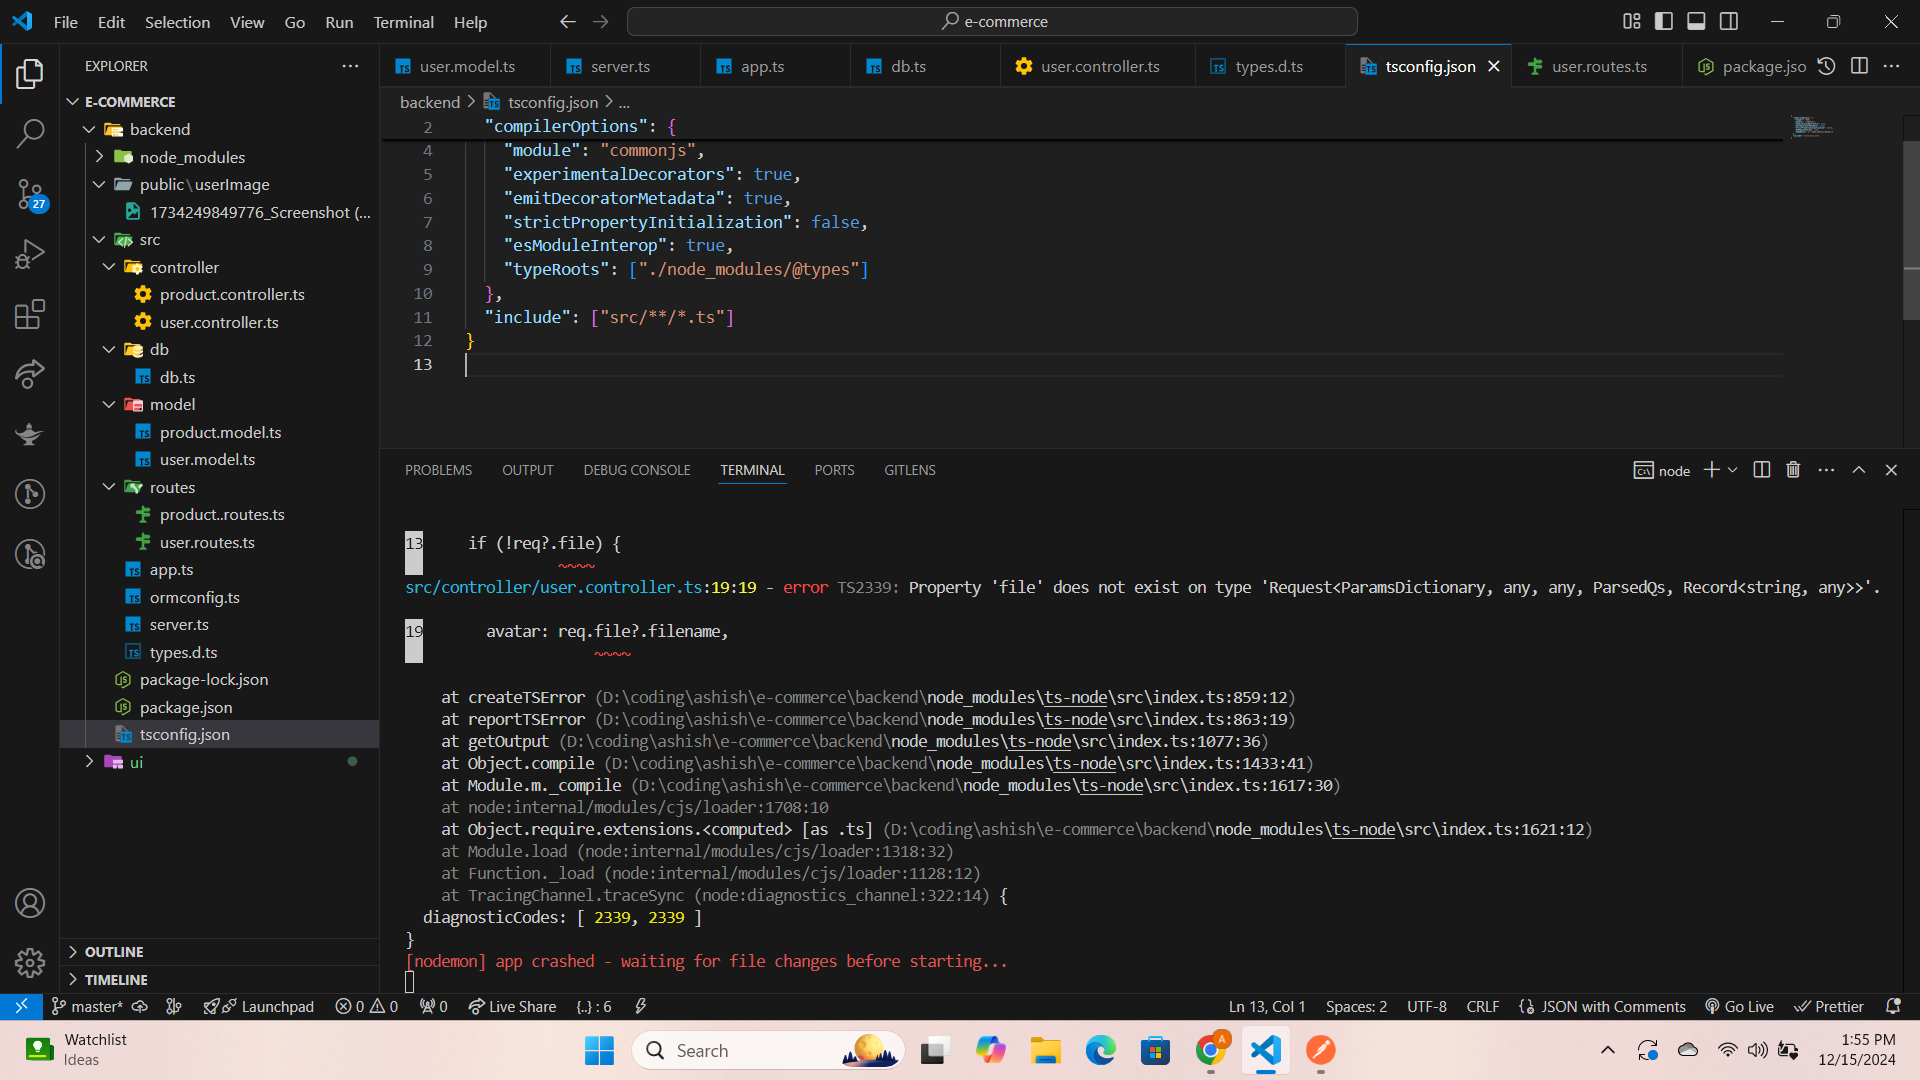 File Edit Selection View Go Run Terminal Help
e-commerce
EXPLORER
E-COMMERCE
backend
node_modules
public\userImage
1734249849776_Screenshot (...
src
controller
product.controller.ts
user.controller.ts
db
db.ts
model
product.model.ts
user.model.ts
routes
product..routes.ts
user.routes.ts
app.ts
ormconfig.ts
server.ts
types.d.ts
package-lock.json
package.json
tsconfig.json
ui
OUTLINE
TIMELINE
27
user.model.ts server.ts app.ts db.ts user.controller.ts types.d.ts tsconfig.json user.routes.ts package.jso
backend > tsconfig.json > ...
2 "compilerOptions": {
4 "module": "commonjs",
5 "experimentalDecorators": true,
6 "emitDecoratorMetadata": true,
7 "strictPropertyInitialization": false,
8 "esModuleInterop": true,
9 "typeRoots": ["./node_modules/@types"]
10 },
11 "include": ["src/**/*.ts"]
12 }
13
PROBLEMS OUTPUT DEBUG CONSOLE TERMINAL PORTS GITLENS
node
13 if (!req?.file) {
~~~~
src/controller/user.controller.ts:19:19 - error TS2339: Property 'file' does not exist on type 'Request<ParamsDictionary, any, any, ParsedQs, Record<string, any>>'.
19 avatar: req.file?.filename,
~~~~
at createTSError (D:\coding\ashish\e-commerce\backend\node_modules\ts-node\src\index.ts:859:12)
at reportTSError (D:\coding\ashish\e-commerce\backend\node_modules\ts-node\src\index.ts:863:19)
at getOutput (D:\coding\ashish\e-commerce\backend\node_modules\ts-node\src\index.ts:1077:36)
at Object.compile (D:\coding\ashish\e-commerce\backend\node_modules\ts-node\src\index.ts:1433:41)
at Module.m._compile (D:\coding\ashish\e-commerce\backend\node_modules\ts-node\src\index.ts:1617:30)
at node:internal/modules/cjs/loader:1708:10
at Object.require.extensions.<computed> [as .ts] (D:\coding\ashish\e-commerce\backend\node_modules\ts-node\src\index.ts:1621:12)
at Module.load (node:internal/modules/cjs/loader:1318:32)
at Function._load (node:internal/modules/cjs/loader:1128:12)
at TracingChannel.traceSync (node:diagnostics_channel:322:14) {
diagnosticCodes: [ 2339, 2339 ]
}
[nodemon] app crashed - waiting for file changes before starting...
master* Launchpad 0 0 0 Live Share {..} : 6 Ln 13, Col 1 Spaces: 2 UTF-8 CRLF JSON with Comments Go Live Prettier
Watchlist
Ideas
Search
1:55 PM
12/15/2024